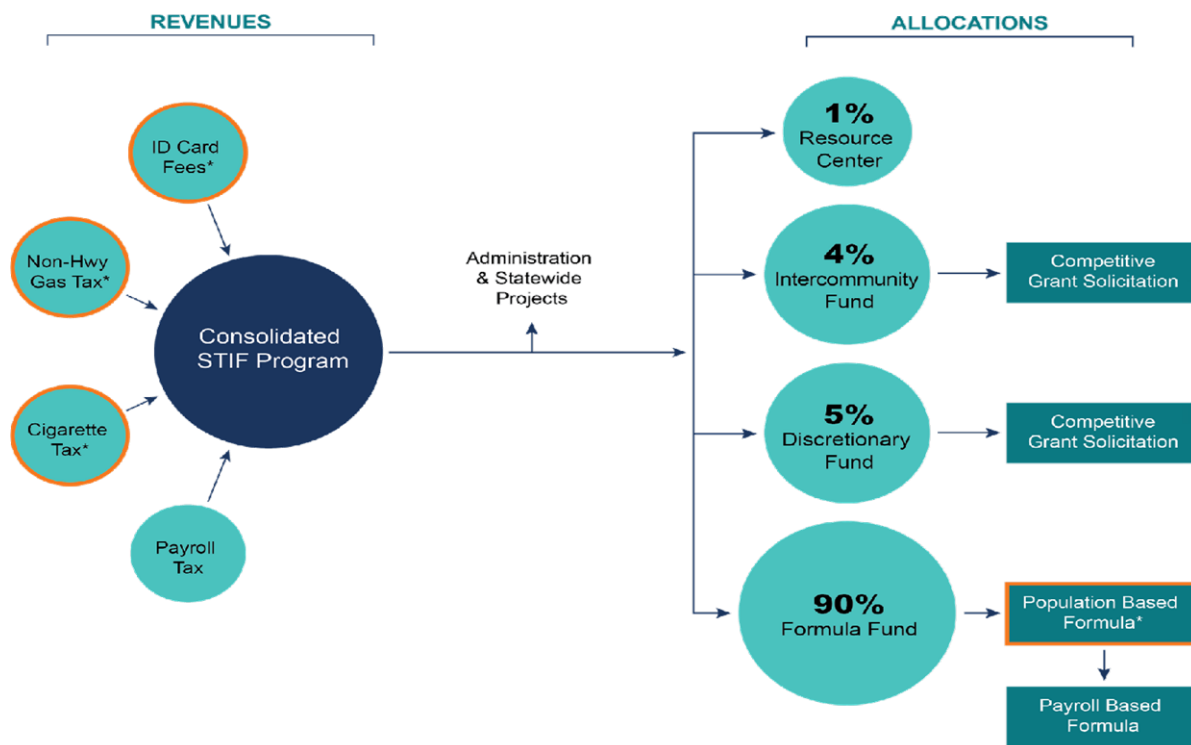 REVENUES
ID Card
Fees*
Non-Hwy
Gas Tax*
Consolidated
STIF Program
Cigarette
Tax*
Payroll
Tax
Administration
& Statewide
Projects
ALLOCATIONS
1%
Resource
Center
4%
Intercommunity
Fund
Competitive
Grant Solicitation
5%
Discretionary
Fund
Competitive
Grant Solicitation
90%
Formula Fund
Population Based
Formula*
Payroll Based
Formula